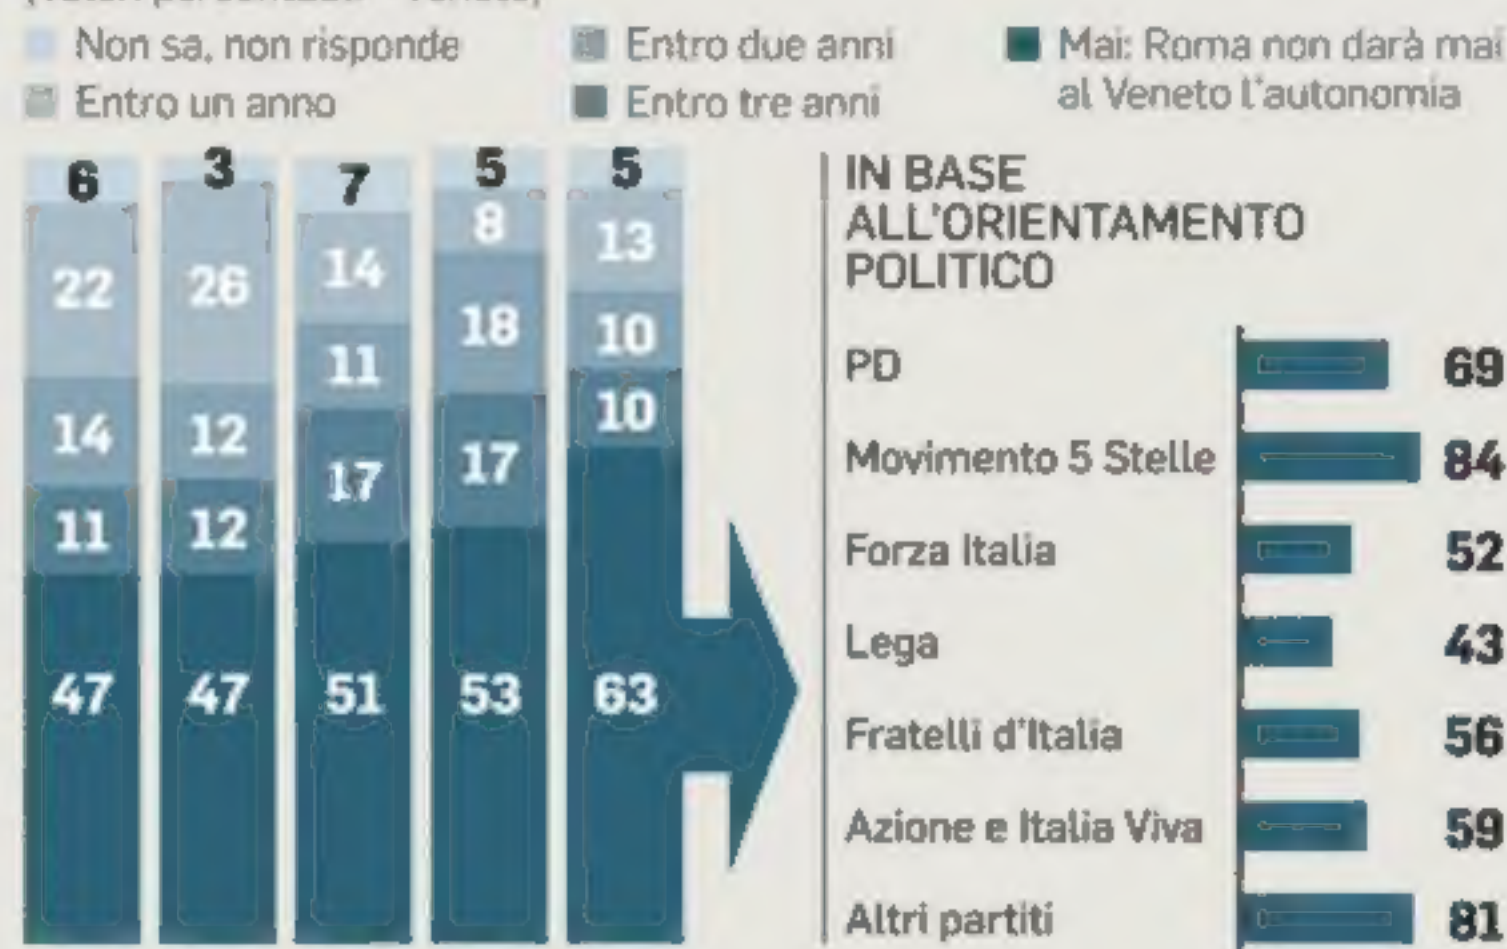 Non sa, non risponde
Entro un anno
Entro due anni
Entro tre anni
Mai: Roma non darà mai
al Veneto l'autonomia
6 3 7 5 5
22 26 14 8 13
14 12 11 18 10
11 12 17 17 10
47 47 51 53 63
IN BASE
ALL'ORIENTAMENTO
POLITICO
PD 69
Movimento 5 Stelle 84
Forza Italia 52
Lega 43
Fratelli d'Italia 56
Azione e Italia Viva 59
Altri partiti 81